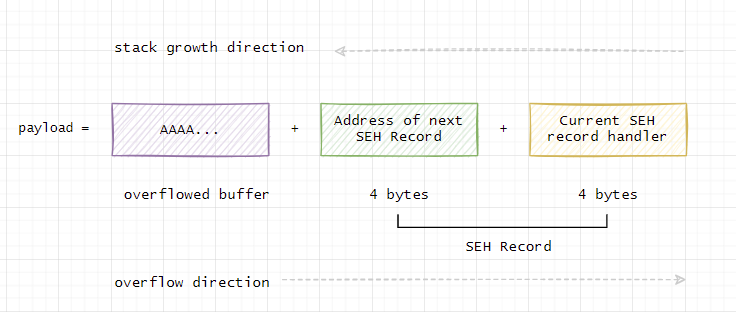 stack growth direction
payload =
AAAA...
+
Address of next
SEH Record
+
Current SEH
record handler
overflowed buffer
4 bytes
4 bytes
SEH Record
overflow direction